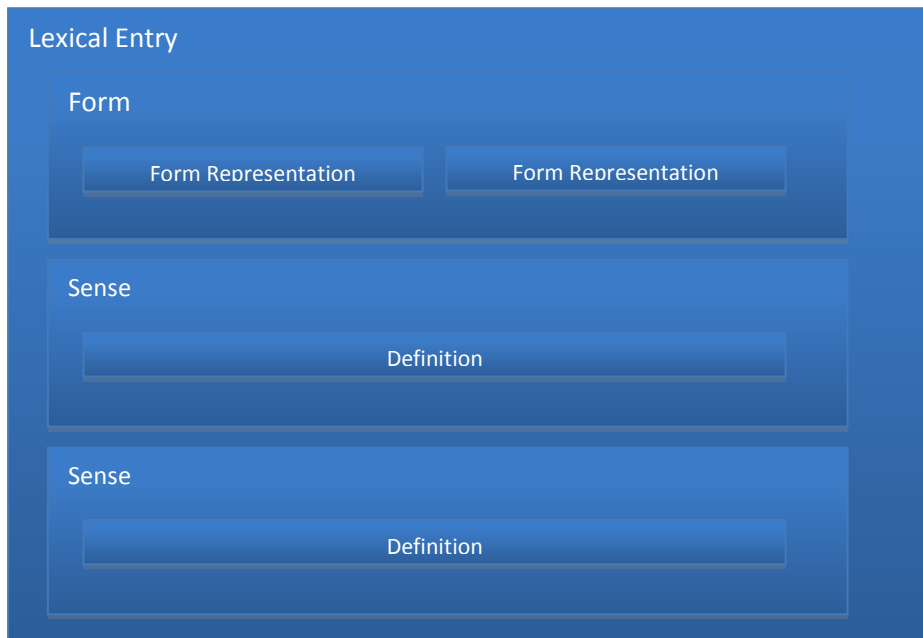 Lexical Entry
Form
Form Representation Form Representation
Sense
Definition
Sense
Definition